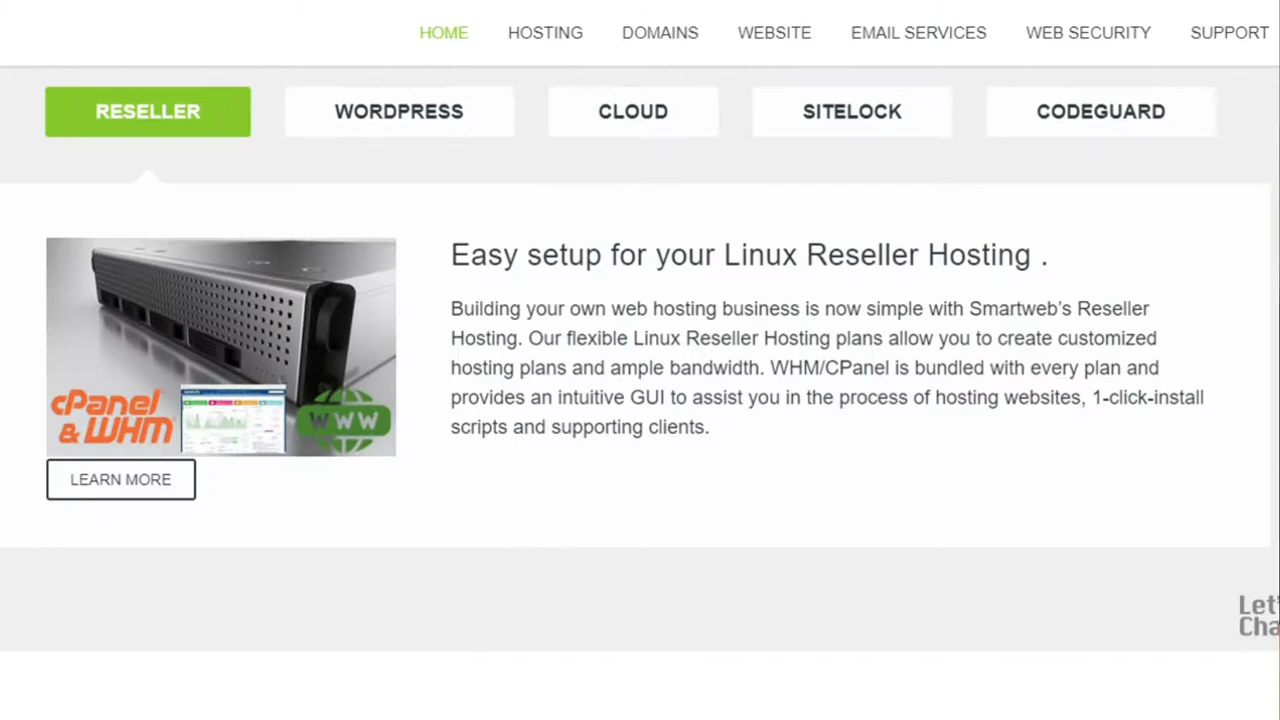 HOME HOSTING DOMAINS WEBSITE EMAIL SERVICES WEB SECURITY SUPPORT
RESELLER WORDPRESS CLOUD SITELOCK CODEGUARD
Easy setup for your Linux Reseller Hosting .
Building your own web hosting business is now simple with Smartweb’s Reseller
Hosting. Our flexible Linux Reseller Hosting plans allow you to create customized
hosting plans and ample bandwidth. WHM/CPanel is bundled with every plan and
provides an intuitive GUI to assist you in the process of hosting websites, 1-click-install
scripts and supporting clients.
cPanel
& WHM
WWW
LEARN MORE
Let'
Cha